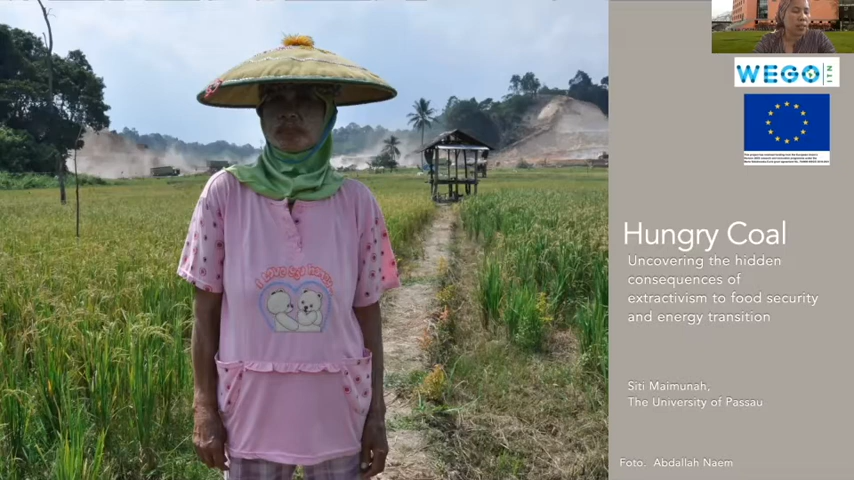 WEGO ITN
Hungry Coal
Uncovering the hidden
consequences of
extractivism to food security
and energy transition
Siti Maimunah,
The University of Passau
Foto. Abdallah Naem